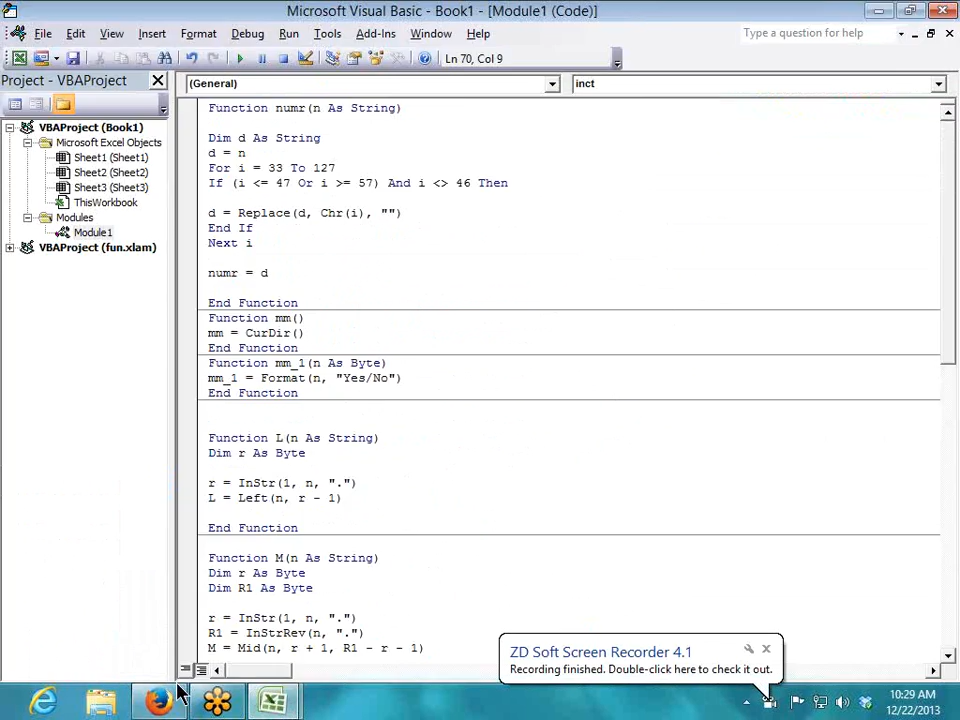 Microsoft Visual Basic - Book1 - [Module1 (Code)]
File Edit View Insert Format Debug Run Tools Add-Ins Window Help
Type a question for help
Ln 70, Col 9
Project - VBAProject
(General)
inct
VBAProject (Book1)
Microsoft Excel Objects
Sheet1 (Sheet1)
Sheet2 (Sheet2)
Sheet3 (Sheet3)
ThisWorkbook
Modules
Module1
VBAProject (fun.xlam)
Function numr(n As String)
Dim d As String
d = n
For i = 33 To 127
If (i <= 47 Or i >= 57) And i <> 46 Then
d = Replace(d, Chr(i), "")
End If
Next i
numr = d
End Function
Function mm()
mm = CurDir()
End Function
Function mm_1(n As Byte)
mm_1 = Format(n, "Yes/No")
End Function
Function L(n As String)
Dim r As Byte
r = InStr(1, n, ".")
L = Left(n, r - 1)
End Function
Function M(n As String)
Dim r As Byte
Dim R1 As Byte
r = InStr(1, n, ".")
R1 = InStrRev(n, ".")
M = Mid(n, r + 1, R1 - r - 1)
ZD Soft Screen Recorder 4.1
Recording finished. Double-click here to check it out.
10:29 AM
12/22/2013